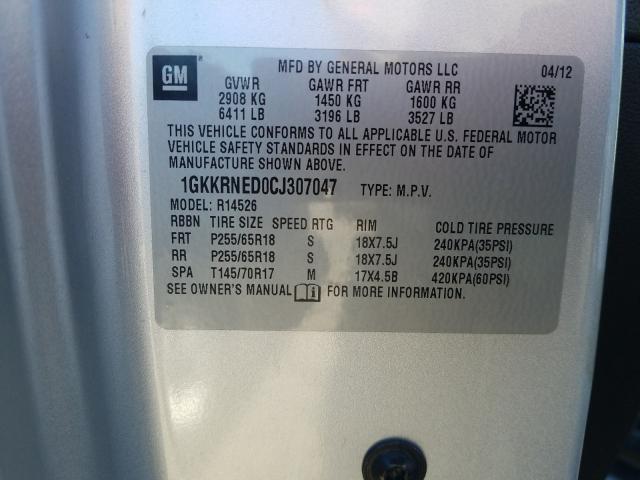 GM
MFD BY GENERAL MOTORS LLC 04/12
GVWR GAWR FRT GAWR RR
2908 KG 1450 KG 1600 KG
6411 LB 3196 LB 3527 LB
THIS VEHICLE CONFORMS TO ALL APPLICABLE U.S. FEDERAL MOTOR
VEHICLE SAFETY STANDARDS IN EFFECT ON THE DATE OF
MANUFACTURE SHOWN ABOVE.
1GKKRNED0CJ307047 TYPE: M.P.V.
MODEL: R14526
RBBN TIRE SIZE SPEED RTG RIM COLD TIRE PRESSURE
FRT P255/65R18 S 18X7.5J 240KPA(35PSI)
RR P255/65R18 S 18X7.5J 240KPA(35PSI)
SPA T145/70R17 M 17X4.5B 420KPA(60PSI)
SEE OWNER'S MANUAL FOR MORE INFORMATION.